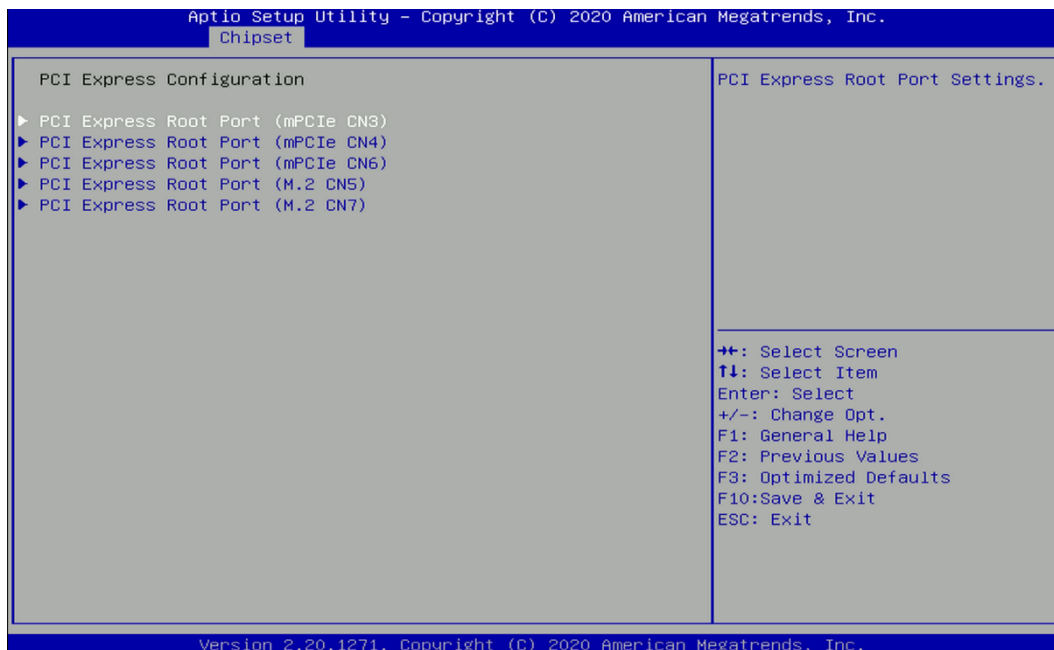 Aptio Setup Utility – Copyright (C) 2020 American Megatrends, Inc.
Chipset
PCI Express Configuration
▶ PCI Express Root Port (mPCIe CN3)
▶ PCI Express Root Port (mPCIe CN4)
▶ PCI Express Root Port (mPCIe CN6)
▶ PCI Express Root Port (M.2 CN5)
▶ PCI Express Root Port (M.2 CN7)
PCI Express Root Port Settings.
→←: Select Screen
↑↓: Select Item
Enter: Select
+/-: Change Opt.
F1: General Help
F2: Previous Values
F3: Optimized Defaults
F10:Save & Exit
ESC: Exit
Version 2.20.1271. Copyright (C) 2020 American Megatrends, Inc.